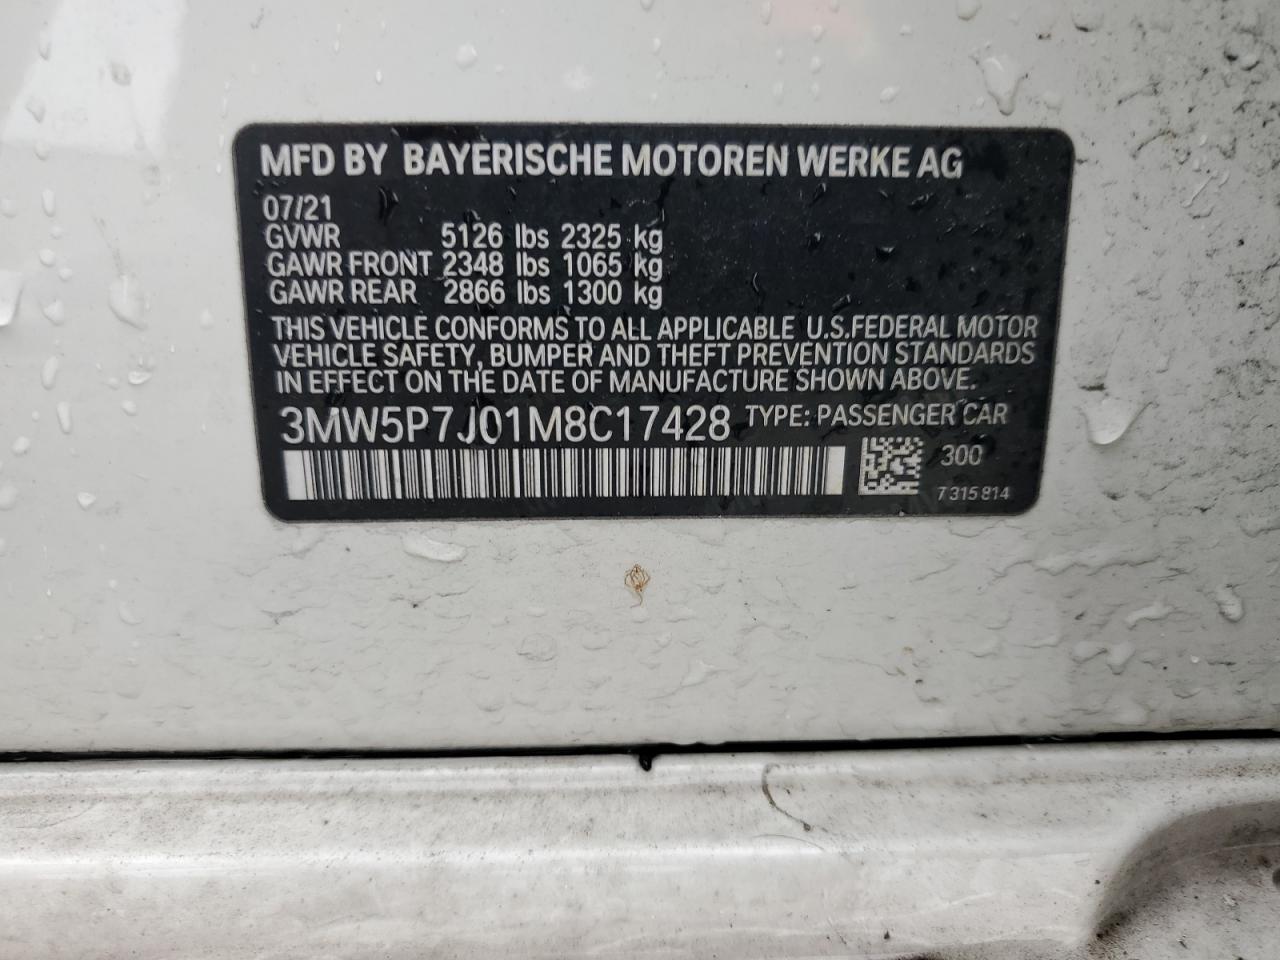 MFD BY BAYERISCHE MOTOREN WERKE AG
07/21
GVWR 5126 lbs 2325 kg
GAWR FRONT 2348 lbs 1065 kg
GAWR REAR 2866 lbs 1300 kg
THIS VEHICLE CONFORMS TO ALL APPLICABLE U.S.FEDERAL MOTOR
VEHICLE SAFETY, BUMPER AND THEFT PREVENTION STANDARDS
IN EFFECT ON THE DATE OF MANUFACTURE SHOWN ABOVE.
3MW5P7J01M8C17428 TYPE: PASSENGER CAR
300
7 315 814